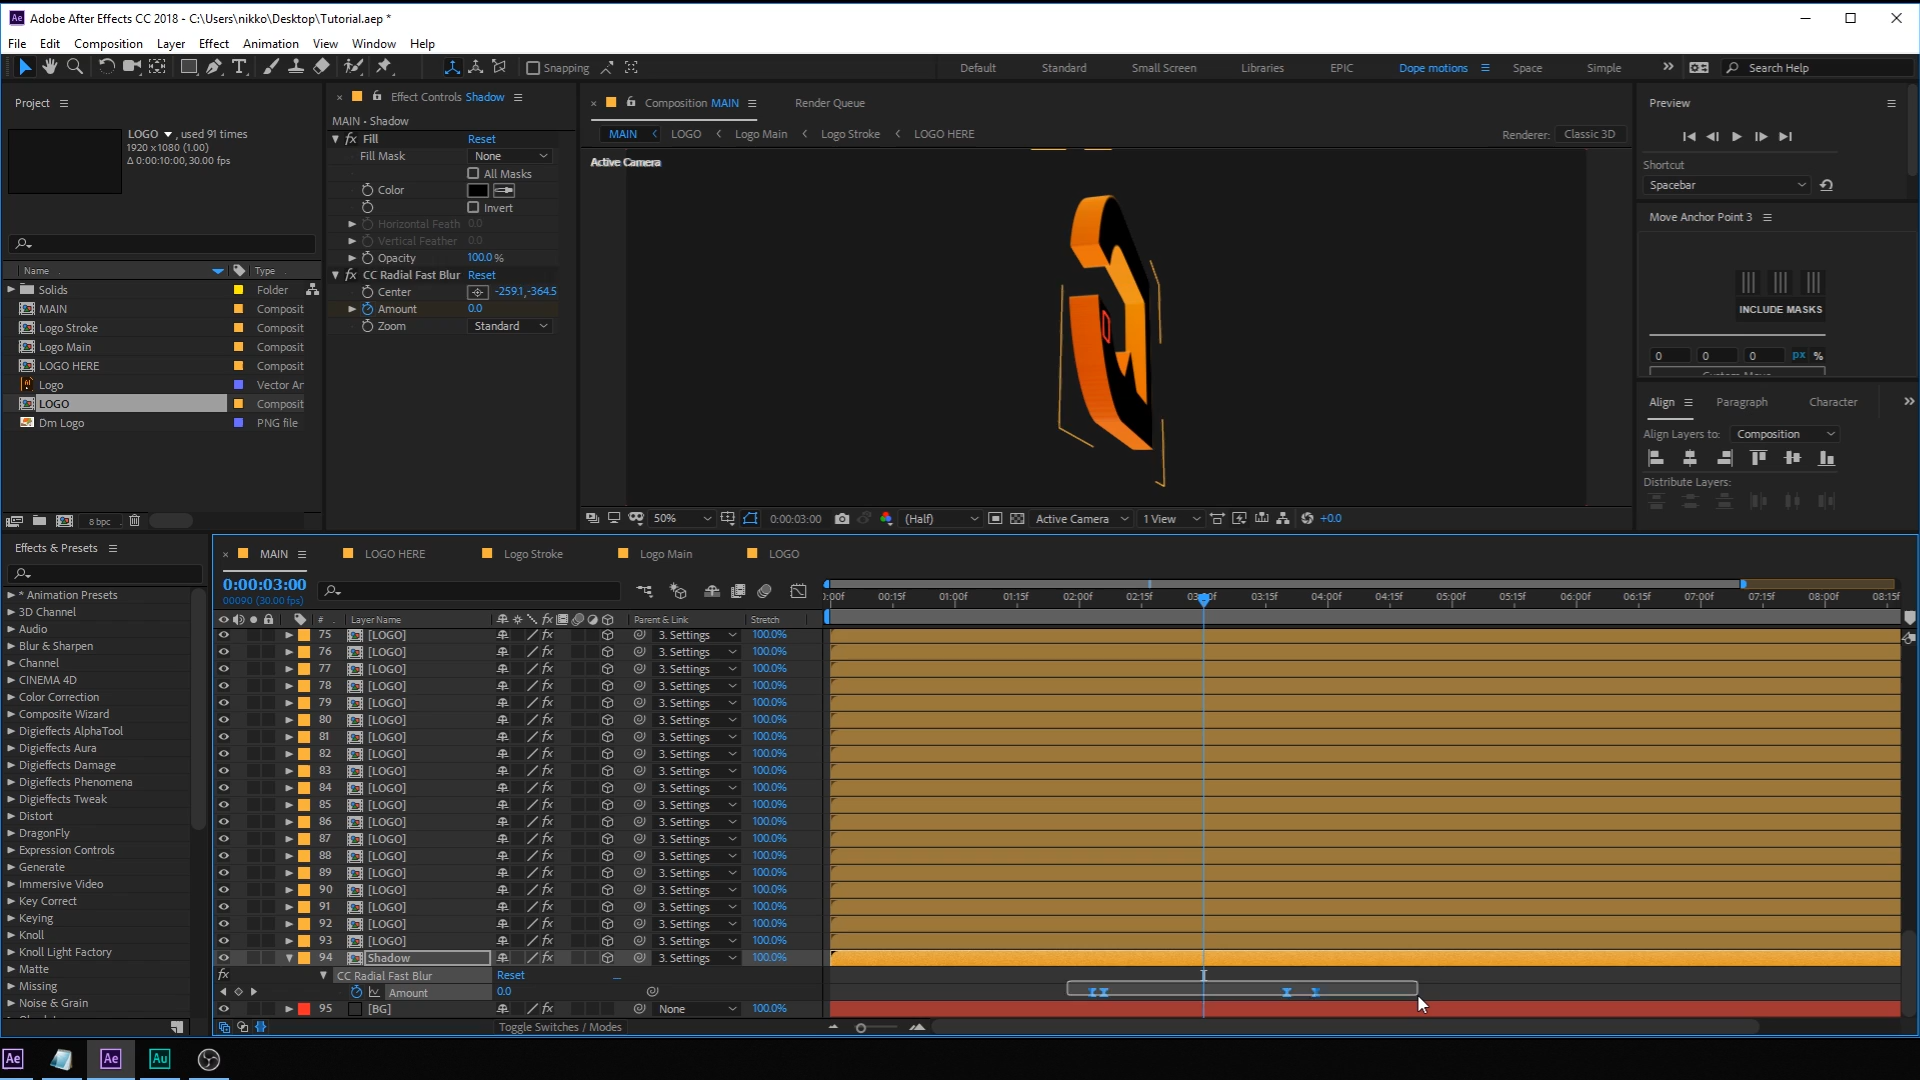 Adobe After Effects CC 2018 - C:\Users\nikko\Desktop\Tutorial.aep *
File Edit Composition Layer Effect Animation View Window Help
Snapping
Default Standard Small Screen Libraries EPIC Dope motions Space Simple
Search Help
Project
LOGO , used 91 times
1920 x 1080 (1.00)
Δ 0:00:10:00, 30.00 fps
Name Type
Solids Folder
MAIN Composit
Logo Stroke Composit
Logo Main Composit
LOGO HERE Composit
Logo Vector Ar
LOGO Composit
Dm Logo PNG file
8 bpc
Effect Controls Shadow
MAIN • Shadow
fx Fill Reset
Fill Mask None
All Masks
Color
Invert
Horizontal Feath 0.0
Vertical Feather 0.0
Opacity 100.0 %
fx CC Radial Fast Blur Reset
Center -259.1,-364.5
Amount 0.0
Zoom Standard
Composition MAIN Render Queue
MAIN LOGO Logo Main Logo Stroke LOGO HERE
Renderer: Classic 3D
Active Camera
50% 0:00:03:00 (Half) Active Camera 1 View +0.0
Preview
Shortcut
Spacebar
Move Anchor Point 3
INCLUDE MASKS
0 0 0 px %
Custom Move
Align Paragraph Character
Align Layers to: Composition
Distribute Layers:
Effects & Presets
* Animation Presets
3D Channel
Audio
Blur & Sharpen
Channel
CINEMA 4D
Color Correction
Composite Wizard
Digieffects AlphaTool
Digieffects Aura
Digieffects Damage
Digieffects Phenomena
Digieffects Tweak
Distort
DragonFly
Expression Controls
Generate
Immersive Video
Key Correct
Keying
Knoll
Knoll Light Factory
Matte
Missing
Noise & Grain
MAIN LOGO HERE Logo Stroke Logo Main LOGO
0:00:03:00
00090 (30.00 fps)
:00f 00:15f 01:00f 01:15f 02:00f 02:15f 03:00f 03:15f 04:00f 04:15f 05:00f 05:15f 06:00f 06:15f 07:00f 07:15f 08:00f 08:15f
# Layer Name Parent & Link Stretch
75 [LOGO] 3. Settings 100.0%
76 [LOGO] 3. Settings 100.0%
77 [LOGO] 3. Settings 100.0%
78 [LOGO] 3. Settings 100.0%
79 [LOGO] 3. Settings 100.0%
80 [LOGO] 3. Settings 100.0%
81 [LOGO] 3. Settings 100.0%
82 [LOGO] 3. Settings 100.0%
83 [LOGO] 3. Settings 100.0%
84 [LOGO] 3. Settings 100.0%
85 [LOGO] 3. Settings 100.0%
86 [LOGO] 3. Settings 100.0%
87 [LOGO] 3. Settings 100.0%
88 [LOGO] 3. Settings 100.0%
89 [LOGO] 3. Settings 100.0%
90 [LOGO] 3. Settings 100.0%
91 [LOGO] 3. Settings 100.0%
92 [LOGO] 3. Settings 100.0%
93 [LOGO] 3. Settings 100.0%
94 Shadow 3. Settings 100.0%
fx CC Radial Fast Blur Reset
Amount 0.0
95 [BG] None 100.0%
Toggle Switches / Modes
Ae Ae Au